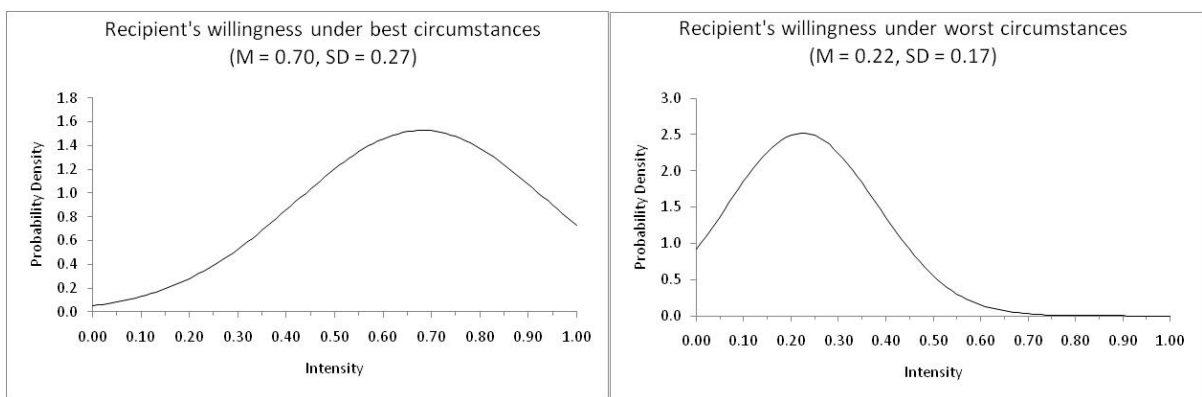 Recipient's willingness under best circumstances
(M = 0.70, SD = 0.27)
1.8
1.6
1.4
1.2
1.0
0.8
0.6
0.4
0.2
0.0
Probability Density
0.00 0.10 0.20 0.30 0.40 0.50 0.60 0.70 0.80 0.90 1.00
Intensity
Recipient's willingness under worst circumstances
(M = 0.22, SD = 0.17)
3.0
2.5
2.0
1.5
1.0
0.5
0.0
Probability Density
0.00 0.10 0.20 0.30 0.40 0.50 0.60 0.70 0.80 0.90 1.00
Intensity